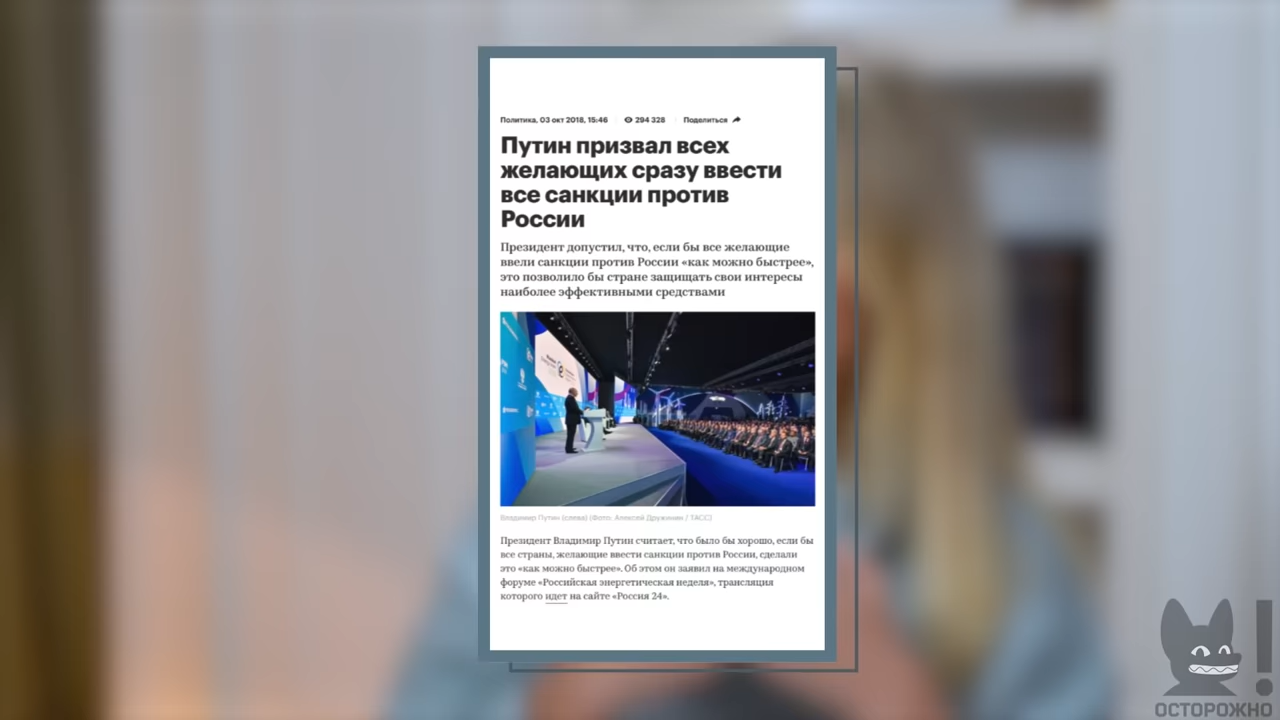 Политика, 03 окт 2018, 15:46 294 328 Поделиться
Путин призвал всех
желающих сразу ввести
все санкции против
России
Президент допустил, что, если бы все желающие
ввели санкции против России «как можно быстрее»,
это позволило бы стране защищать свои интересы
наиболее эффективными средствами
Владимир Путин (слева) (Фото: Алексей Дружинин / ТАСС)
Президент Владимир Путин считает, что было бы хорошо, если бы
все страны, желающие ввести санкции против России, сделали
это «как можно быстрее». Об этом он заявил на международном
форуме «Российская энергетическая неделя», трансляция
которого идет на сайте «Россия 24».
ОСТОРОЖНО